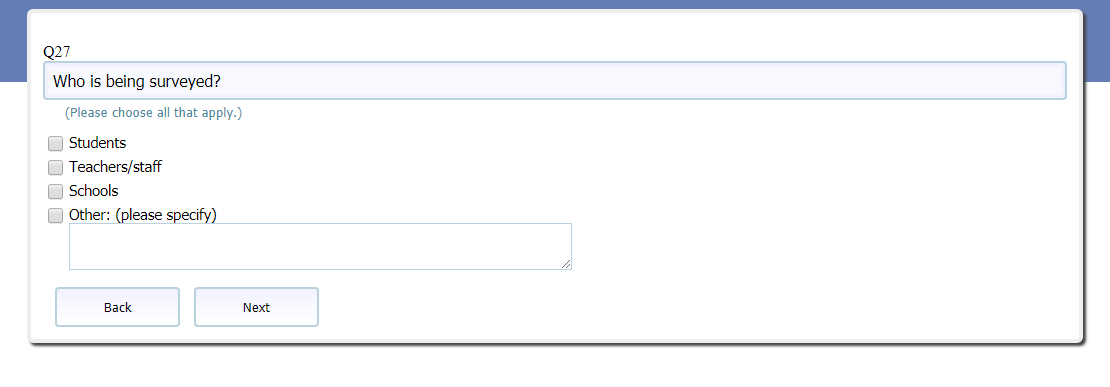 Q27
Who is being surveyed?
(Please choose all that apply.)
Students
Teachers/staff
Schools
Other: (please specify)
Back Next